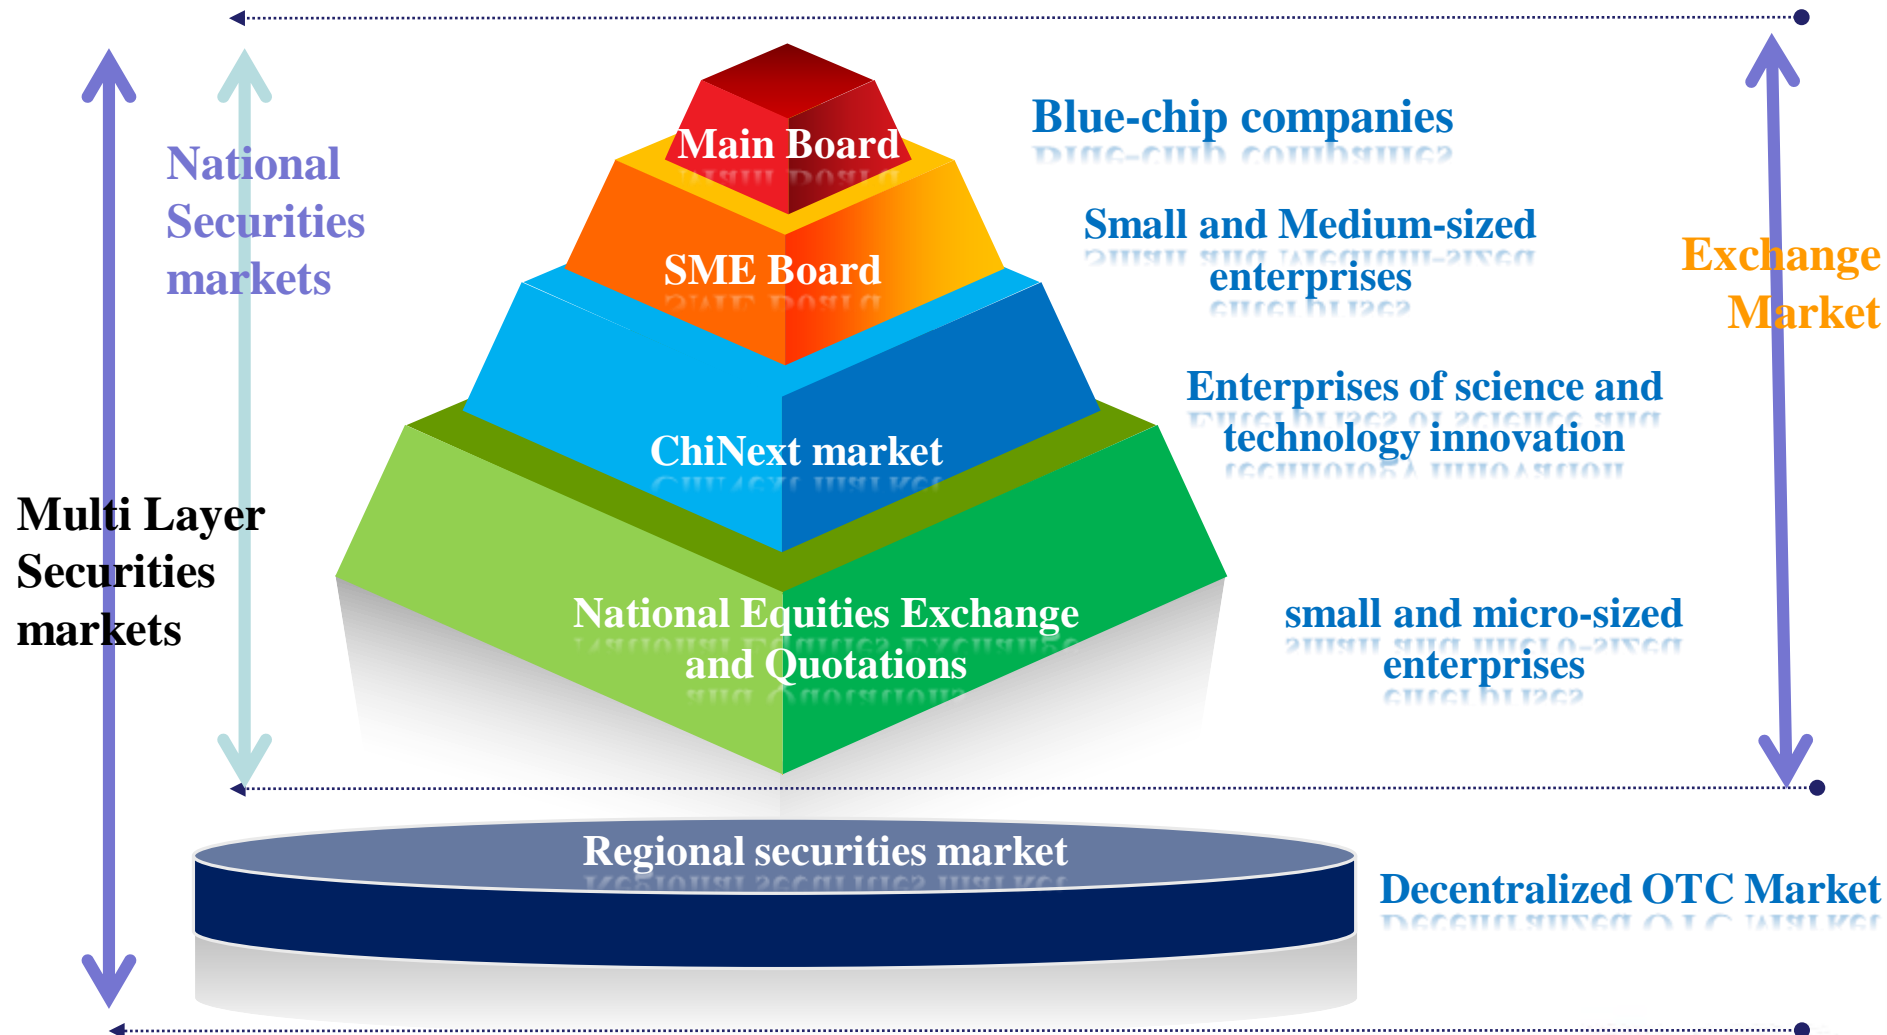 Main Board
Blue-chip companies
National
Securities
markets
Small and Medium-sized
enterprises
SME Board
Exchange
Market
Enterprises of science and
technology innovation
ChiNext market
Multi Layer
Securities
markets
National Equities Exchange
and Quotations
small and micro-sized
enterprises
Regional securities market
Decentralized OTC Market